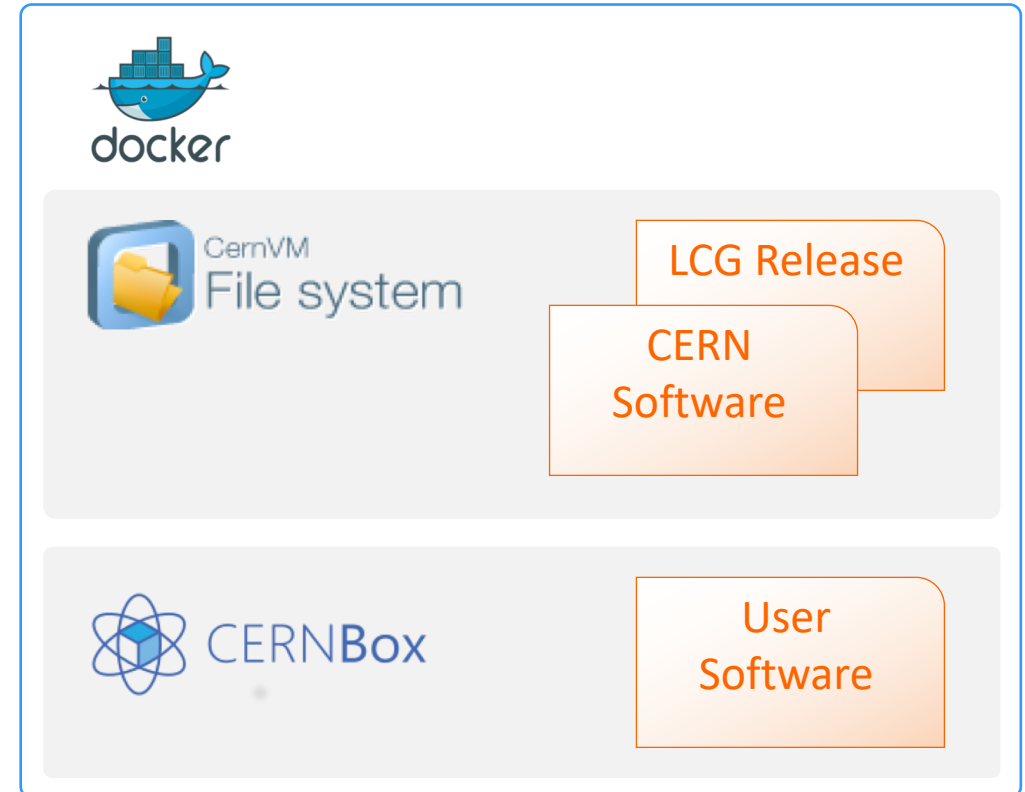 docker
CernVM
File system
LCG Release
CERN
Software
CERNBox
User
Software